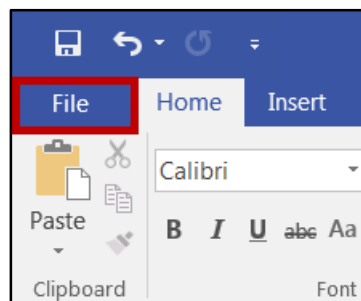 File Home Insert
Calibri
Paste
B I U abc Aa
Clipboard Font